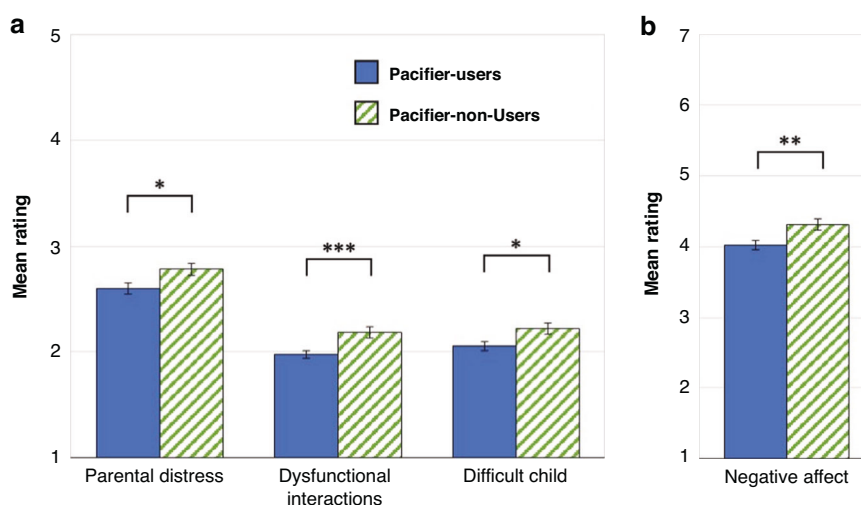 a
5
4
3
2
1
Mean rating
Pacifier-users
Pacifier-non-Users
*
***
*
Parental distress
Dysfunctional
interactions
Difficult child
b
7
6
5
4
3
2
1
Mean rating
**
Negative affect